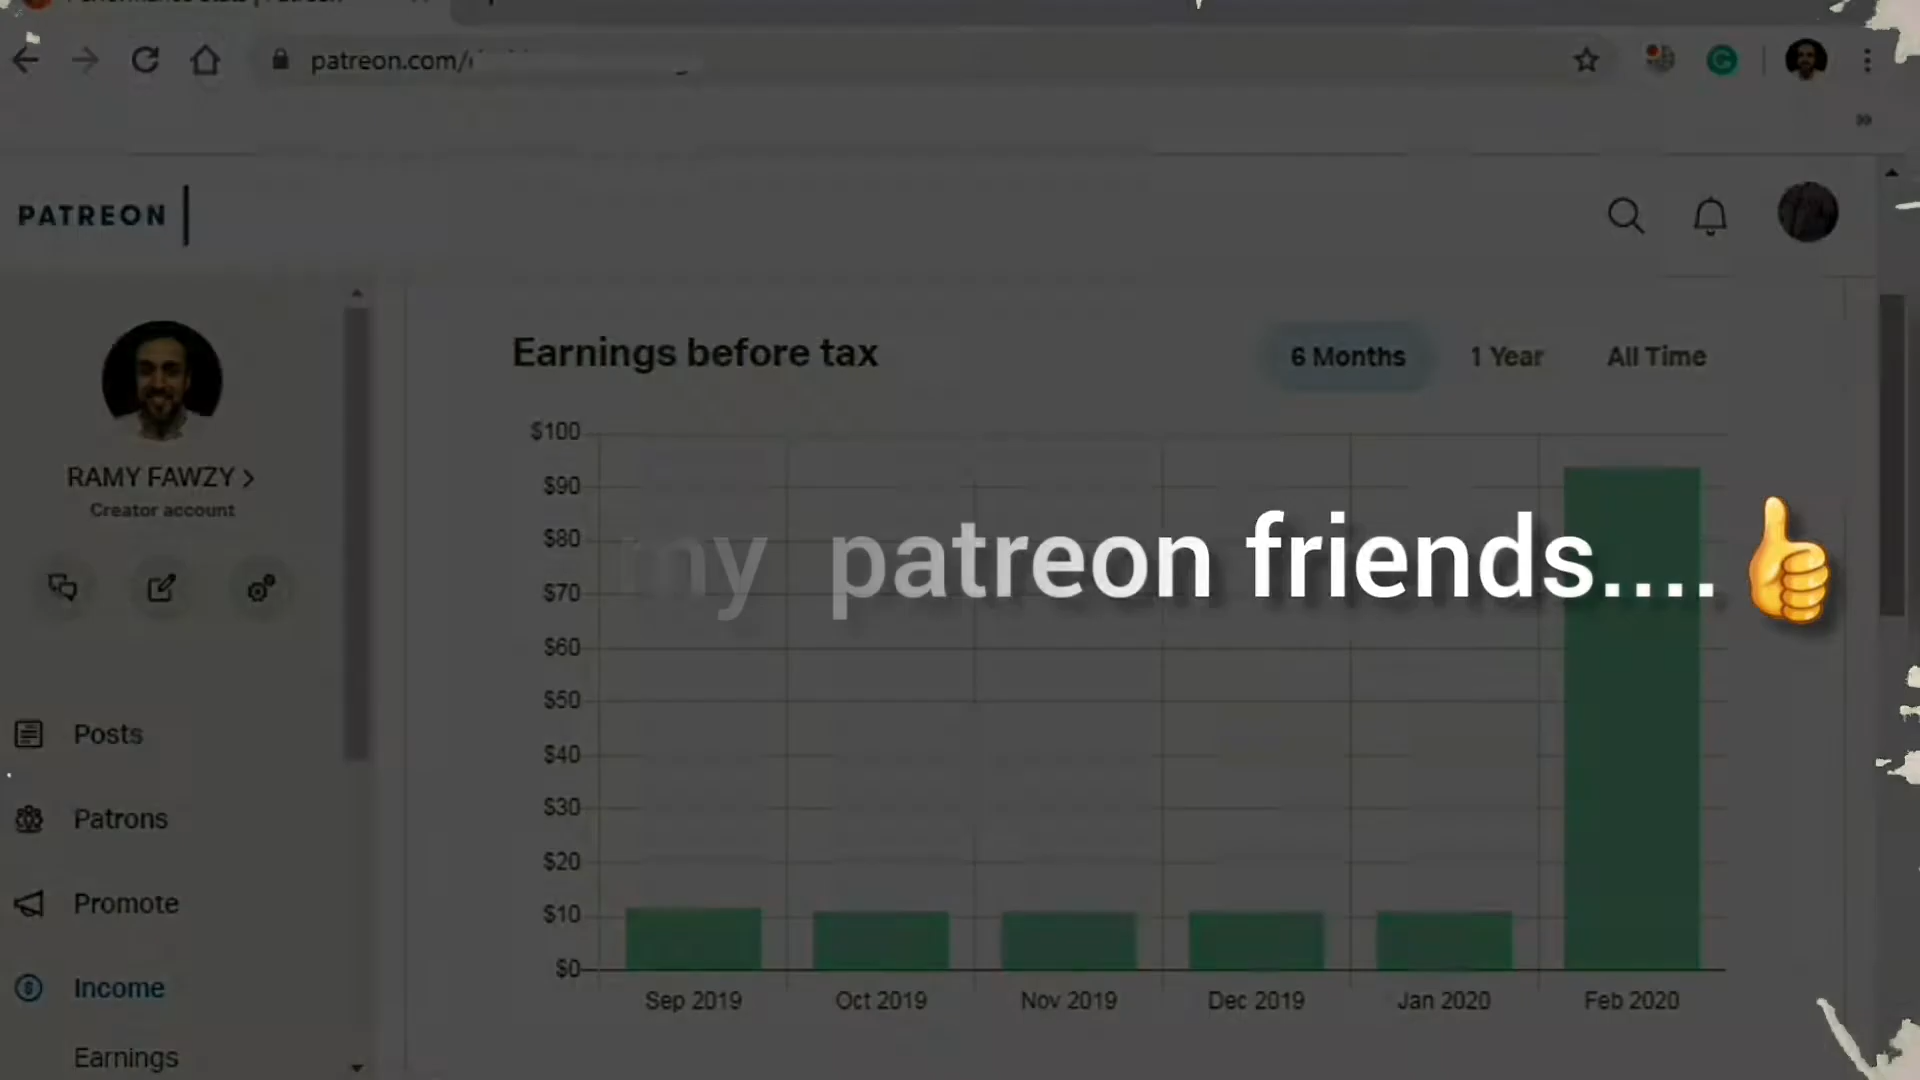 patreon.com/
PATREON
Earnings before tax
6 Months
1 Year
All Time
RAMY FAWZY
Creator account
my patreon friends....
$100
$90
$80
$70
$60
$50
$40
$30
$20
$10
$0
Sep 2019
Oct 2019
Nov 2019
Dec 2019
Jan 2020
Feb 2020
Posts
Patrons
Promote
Income
Earnings